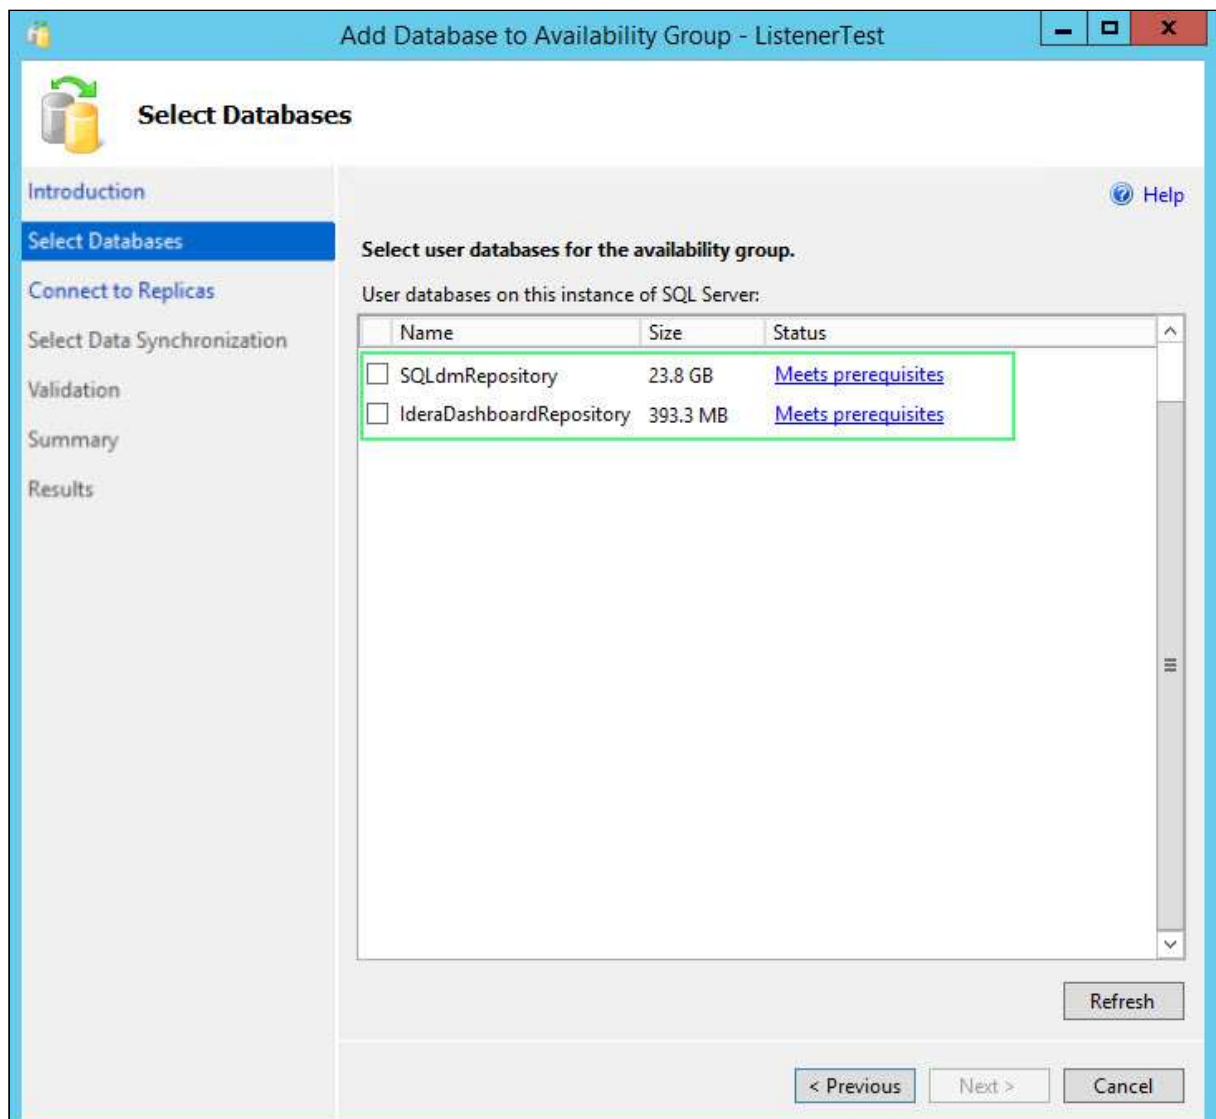 Add Database to Availability Group - ListenerTest
Select Databases
Introduction
Help
Select Databases
Select user databases for the availability group.
Connect to Replicas
User databases on this instance of SQL Server:
Select Data Synchronization
Name Size Status
Validation
SQLdmRepository 23.8 GB Meets prerequisites
IderaDashboardRepository 393.3 MB Meets prerequisites
Summary
Results
Refresh
< Previous Next > Cancel